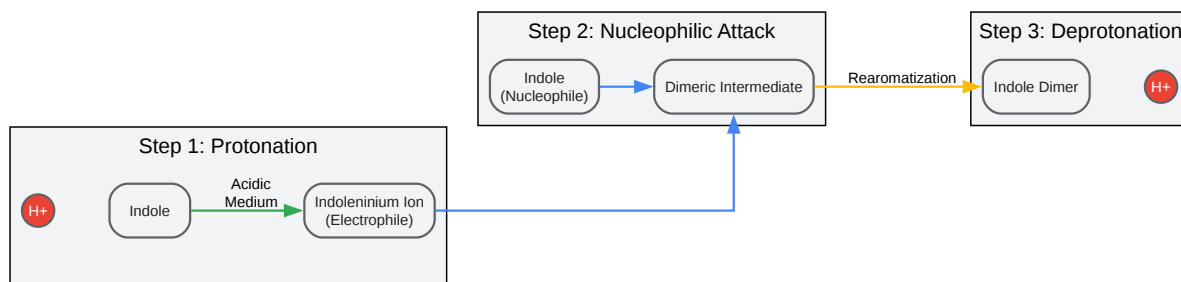 Step 1: Protonation
H+
Indole
Acidic
Medium
Indoleninium Ion
(Electrophile)
Step 2: Nucleophilic Attack
Indole
(Nucleophile)
Dimeric Intermediate
Rearomatization
Step 3: Deprotonation
Indole Dimer
H+